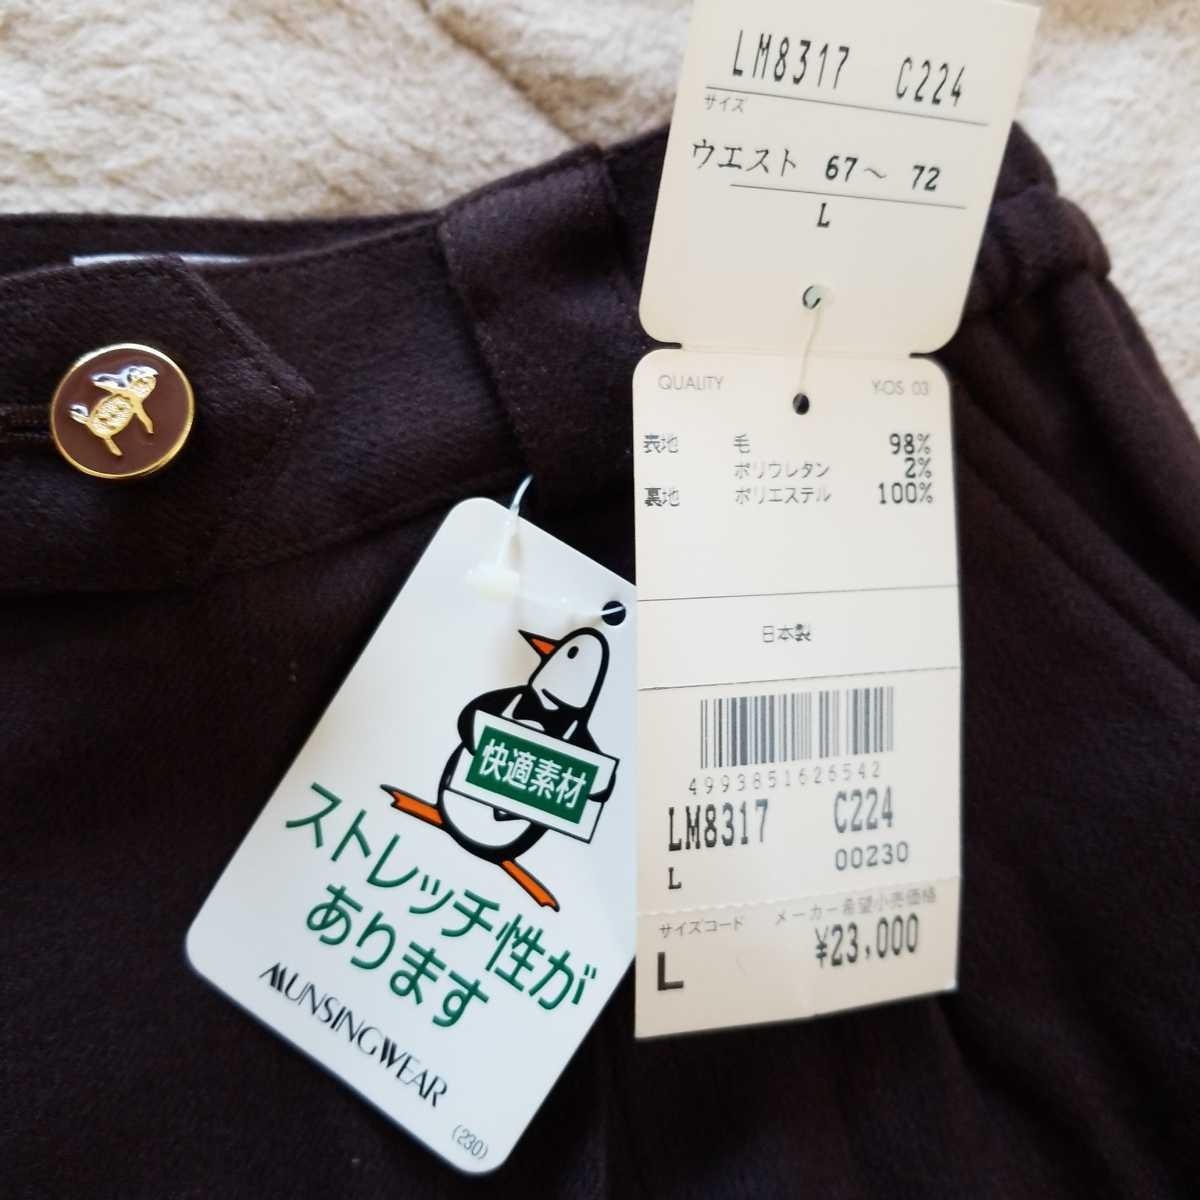 LM8317 C224
サイズ
ウエスト 67～ 72
L
QUALITY Y-OS 03
表地 毛 98%
ポリウレタン 2%
裏地 ポリエステル 100%
日本製
4993851626542
LM8317 C224
L 00230
サイズコード メーカー希望小売価格
L ¥23,000
快適素材
ストレッチ性が
あります
MUNSINGWEAR
(230)